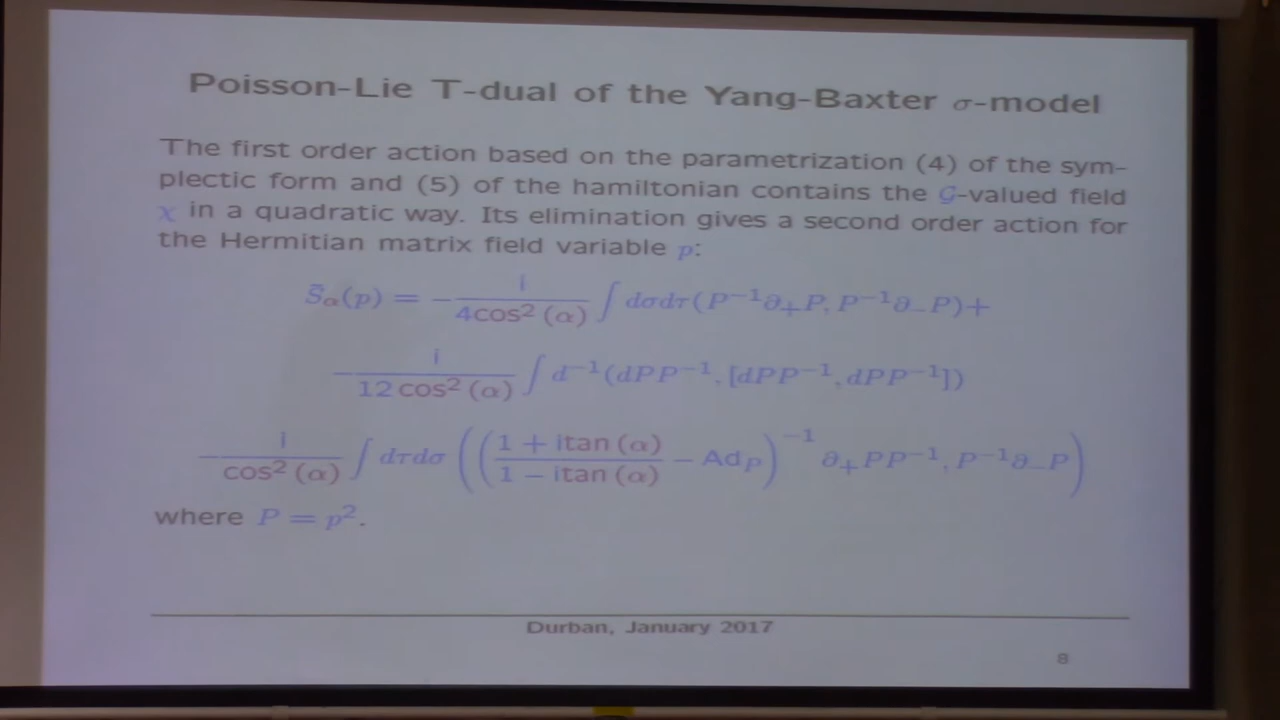 Poisson-Lie T-dual of the Yang-Baxter σ-model
The first order action based on the parametrization (4) of the sym-
plectic form and (5) of the hamiltonian contains the 𝒢-valued field
χ in a quadratic way. Its elimination gives a second order action for
the Hermitian matrix field variable p:
S̃α(p) = −i/(4cos²(α)) ∫ dσdτ(P⁻¹∂₊P, P⁻¹∂₋P)+
−i/(12 cos²(α)) ∫ d⁻¹(dPP⁻¹, [dPP⁻¹, dPP⁻¹])
−i/(cos²(α)) ∫ dτdσ (((1 + itan(α))/(1 − itan(α)) − Ad_P)⁻¹ ∂₊PP⁻¹, P⁻¹∂₋P)
where P = p².
Durban, January 2017
8